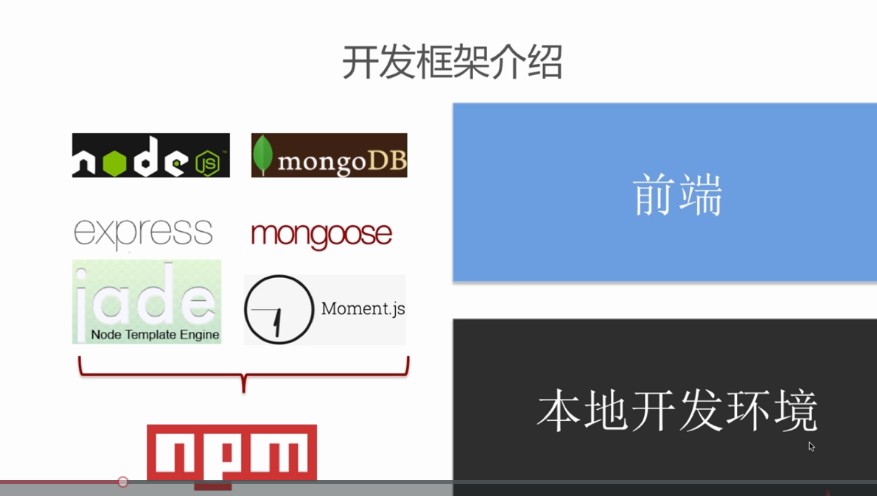 开发框架介绍
node JS
mongoDB
express
mongoose
jade
Node Template Engine
Moment.js
npm
前端
本地开发环境